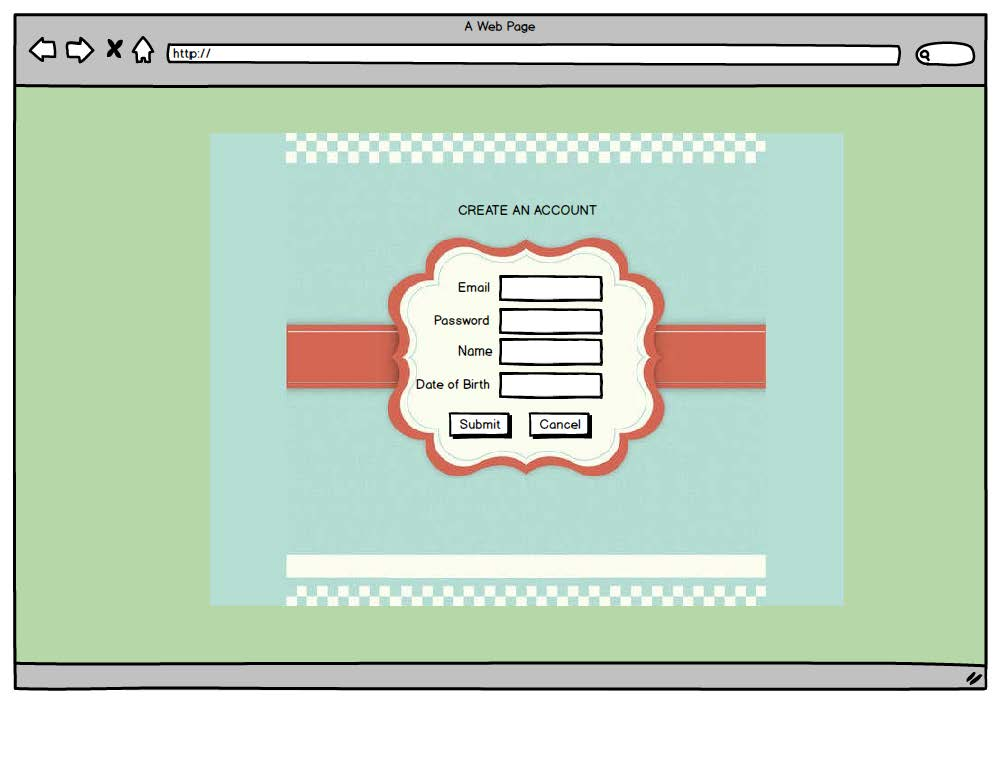 A Web Page
http://
CREATE AN ACCOUNT
Email
Password
Name
Date of Birth
Submit Cancel